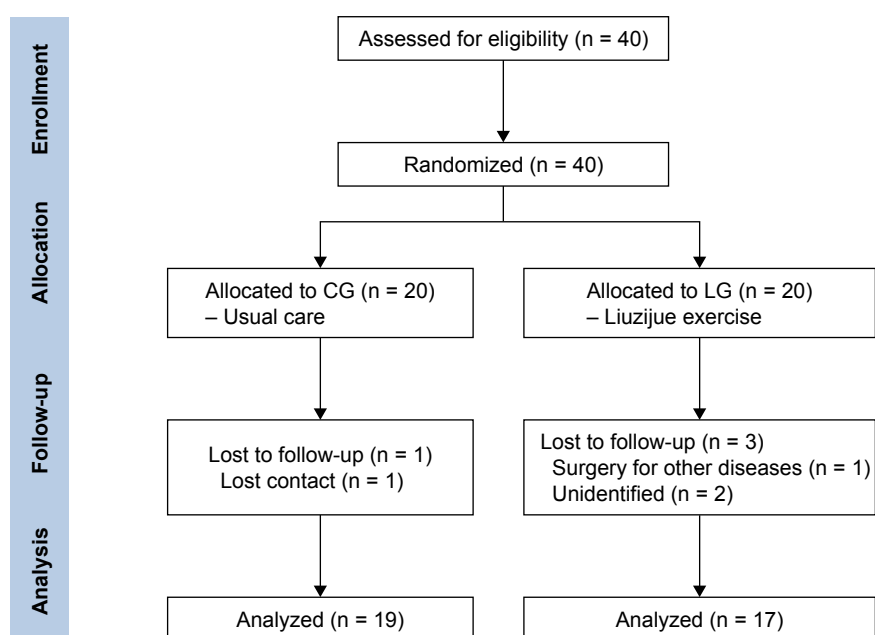 Enrollment
Assessed for eligibility (n = 40)
Randomized (n = 40)
Allocation
Allocated to CG (n = 20)
– Usual care
Allocated to LG (n = 20)
– Liuzijue exercise
Follow-up
Lost to follow-up (n = 1)
Lost contact (n = 1)
Lost to follow-up (n = 3)
Surgery for other diseases (n = 1)
Unidentified (n = 2)
Analysis
Analyzed (n = 19)
Analyzed (n = 17)